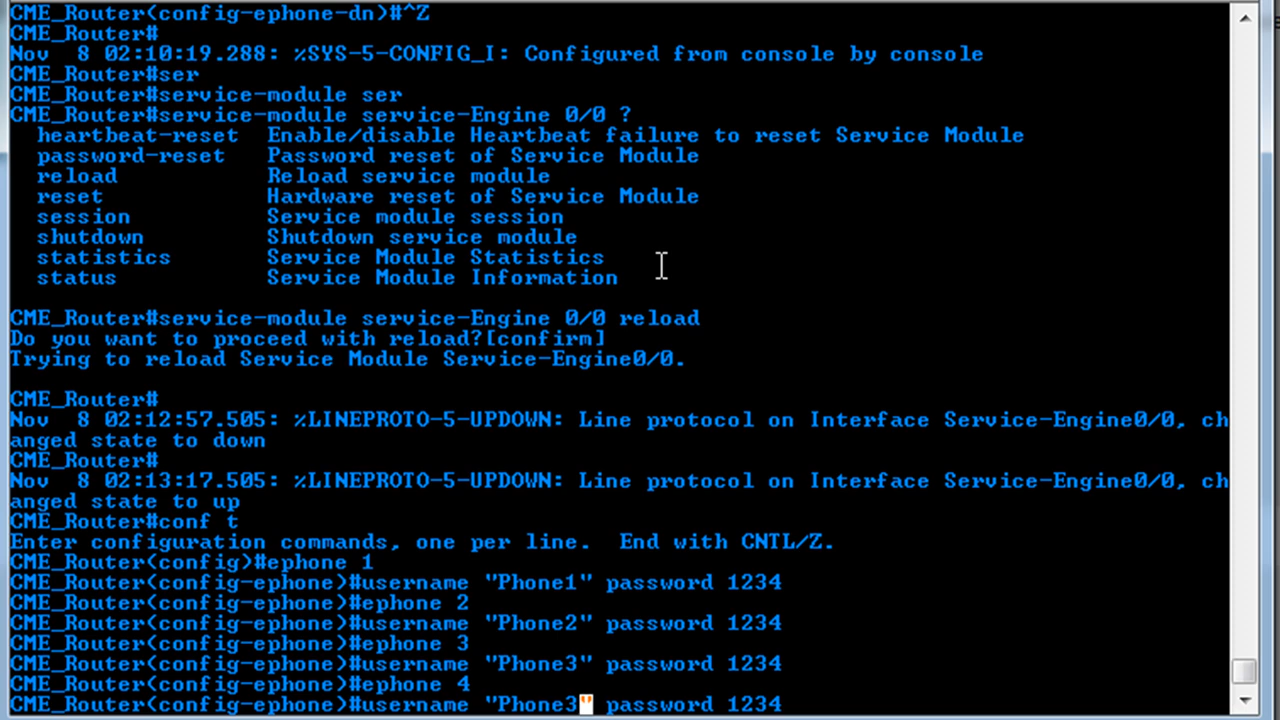 CME_Router(config-ephone-dn)#^Z
CME_Router#
Nov  8 02:10:19.288: %SYS-5-CONFIG_I: Configured from console by console
CME_Router#ser
CME_Router#service-module ser
CME_Router#service-module service-Engine 0/0 ?
  heartbeat-reset  Enable/disable Heartbeat failure to reset Service Module
  password-reset   Password reset of Service Module
  reload           Reload service module
  reset            Hardware reset of Service Module
  session          Service module session
  shutdown         Shutdown service module
  statistics       Service Module Statistics
  status           Service Module Information
CME_Router#service-module service-Engine 0/0 reload
Do you want to proceed with reload?[confirm]
Trying to reload Service Module Service-Engine0/0.
CME_Router#
Nov  8 02:12:57.505: %LINEPROTO-5-UPDOWN: Line protocol on Interface Service-Engine0/0, ch
anged state to down
CME_Router#
Nov  8 02:13:17.505: %LINEPROTO-5-UPDOWN: Line protocol on Interface Service-Engine0/0, ch
anged state to up
CME_Router#conf t
Enter configuration commands, one per line.  End with CNTL/Z.
CME_Router(config)#ephone 1
CME_Router(config-ephone)#username "Phone1" password 1234
CME_Router(config-ephone)#ephone 2
CME_Router(config-ephone)#username "Phone2" password 1234
CME_Router(config-ephone)#ephone 3
CME_Router(config-ephone)#username "Phone3" password 1234
CME_Router(config-ephone)#ephone 4
CME_Router(config-ephone)#username "Phone3" password 1234